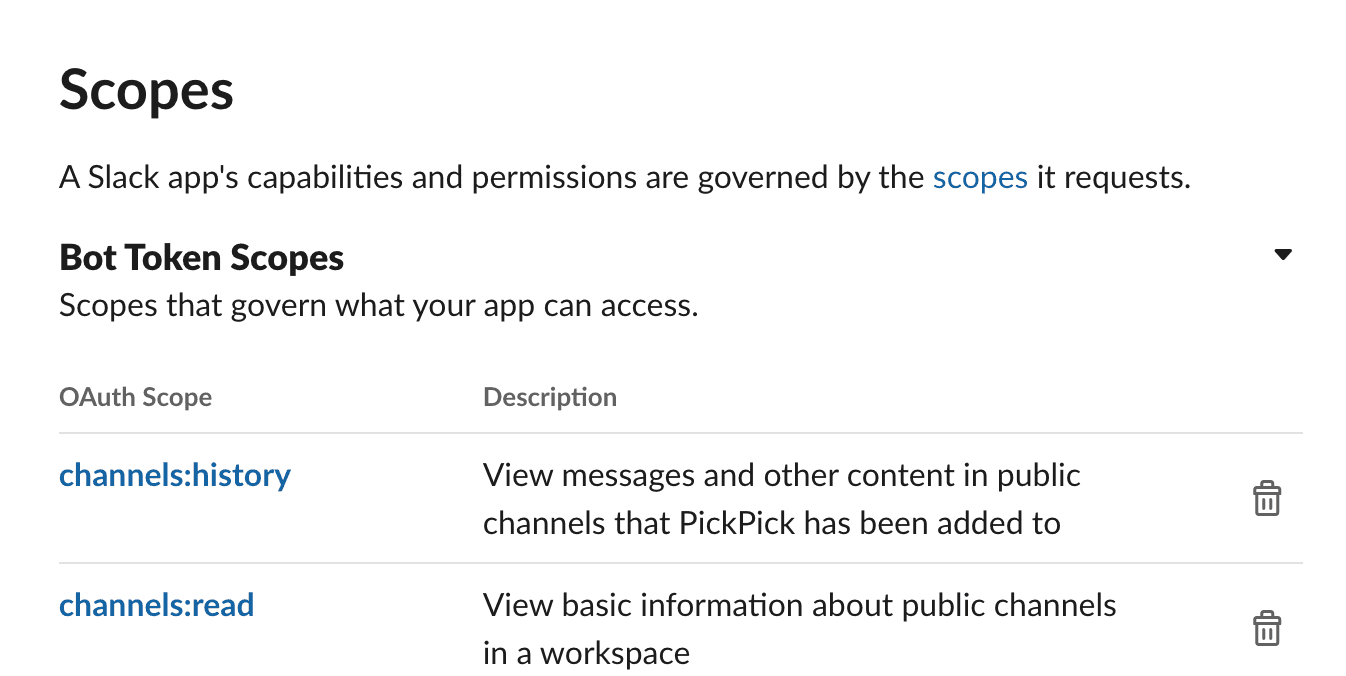 Scopes
A Slack app's capabilities and permissions are governed by the scopes it requests.
Bot Token Scopes
Scopes that govern what your app can access.
OAuth Scope Description
channels:history View messages and other content in public
channels that PickPick has been added to
channels:read View basic information about public channels
in a workspace